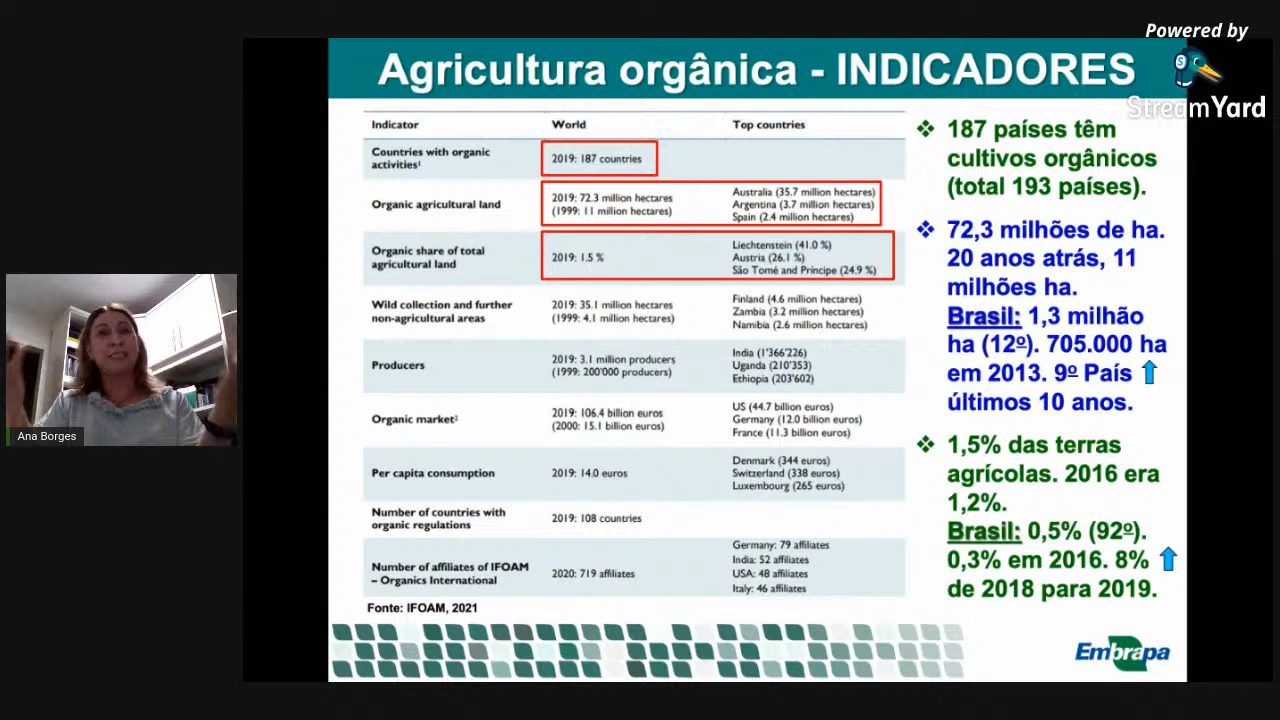 Powered by
StreamYard
Agricultura orgânica - INDICADORES
Indicator World Top countries
Countries with organic
activities¹
2019: 187 countries
Organic agricultural land
2019: 72.3 million hectares
(1999: 11 million hectares)
Australia (35.7 million hectares)
Argentina (3.7 million hectares)
Spain (2.4 million hectares)
Organic share of total
agricultural land
2019: 1.5 %
Liechtenstein (41.0 %)
Austria (26.1 %)
São Tomé and Príncipe (24.9 %)
Wild collection and further
non-agricultural areas
2019: 35.1 million hectares
(1999: 4.1 million hectares)
Finland (4.6 million hectares)
Zambia (3.2 million hectares)
Namibia (2.6 million hectares)
Producers
2019: 3.1 million producers
(1999: 200'000 producers)
India (1'366'226)
Uganda (210'353)
Ethiopia (203'602)
Organic market²
2019: 106.4 billion euros
(2000: 15.1 billion euros)
US (44.7 billion euros)
Germany (12.0 billion euros)
France (11.3 billion euros)
Per capita consumption
2019: 14.0 euros
Denmark (344 euros)
Switzerland (338 euros)
Luxembourg (265 euros)
Number of countries with
organic regulations
2019: 108 countries
Number of affiliates of IFOAM
– Organics International
2020: 719 affiliates
Germany: 79 affiliates
India: 52 affiliates
USA: 48 affiliates
Italy: 46 affiliates
Fonte: IFOAM, 2021
187 países têm
cultivos orgânicos
(total 193 países).
72,3 milhões de ha.
20 anos atrás, 11
milhões ha.
Brasil: 1,3 milhão
ha (12º). 705.000 ha
em 2013. 9º País
últimos 10 anos.
1,5% das terras
agrícolas. 2016 era
1,2%.
Brasil: 0,5% (92º).
0,3% em 2016. 8%
de 2018 para 2019.
Embrapa
Ana Borges